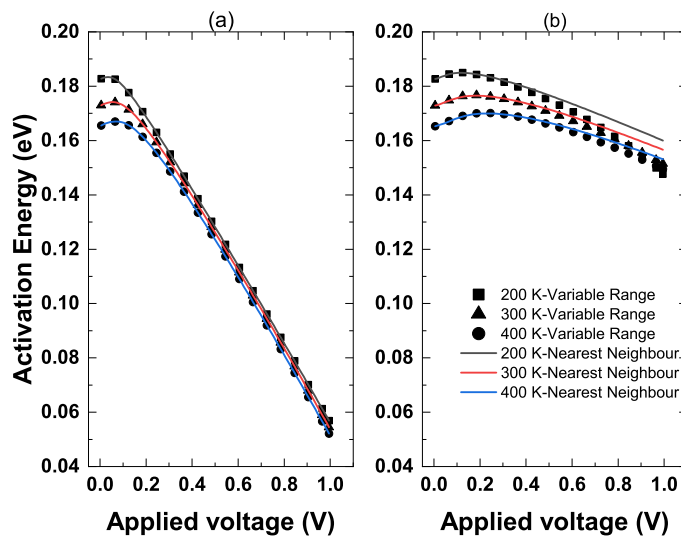 (a)
(b)
Activation Energy (eV)
0.20
0.18
0.16
0.14
0.12
0.10
0.08
0.06
0.04
0.0 0.2 0.4 0.6 0.8 1.0
Applied voltage (V)
0.20
0.18
0.16
0.14
0.12
0.10
0.08
0.06
0.04
200 K-Variable Range
300 K-Variable Range
400 K-Variable Range
200 K-Nearest Neighbour.
300 K-Nearest Neighbour
400 K-Nearest Neighbour
0.0 0.2 0.4 0.6 0.8 1.0
Applied voltage (V)